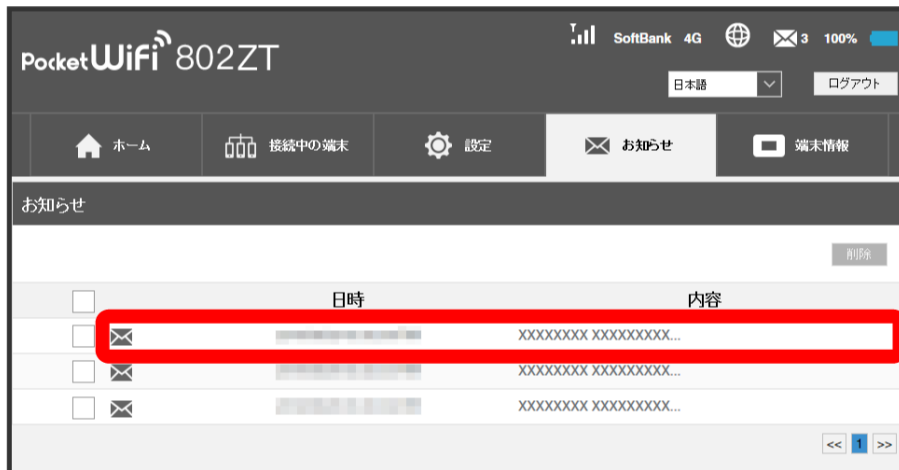 Pocket WiFi 802ZT
SoftBank 4G 3 100%
日本語 ログアウト
ホーム 接続中の端末 設定 お知らせ 端末情報
お知らせ
削除
日時 内容
XXXXXXXX XXXXXXXXX...
XXXXXXXX XXXXXXXXX...
XXXXXXXX XXXXXXXXX...
<< 1 >>